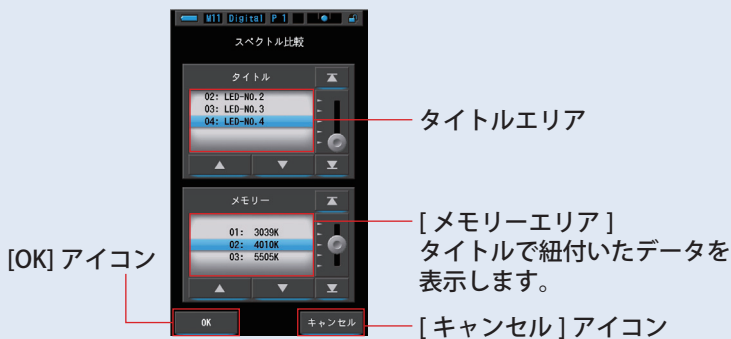 M11 Digital P 1
スペクトル比較
タイトル
02: LED-NO.2
03: LED-NO.3
04: LED-NO.4
タイトルエリア
メモリー
01: 3039K
02: 4010K
03: 5505K
[ メモリーエリア ]
タイトルで紐付いたデータを
表示します。
[OK] アイコン
OK
キャンセル
[ キャンセル ] アイコン